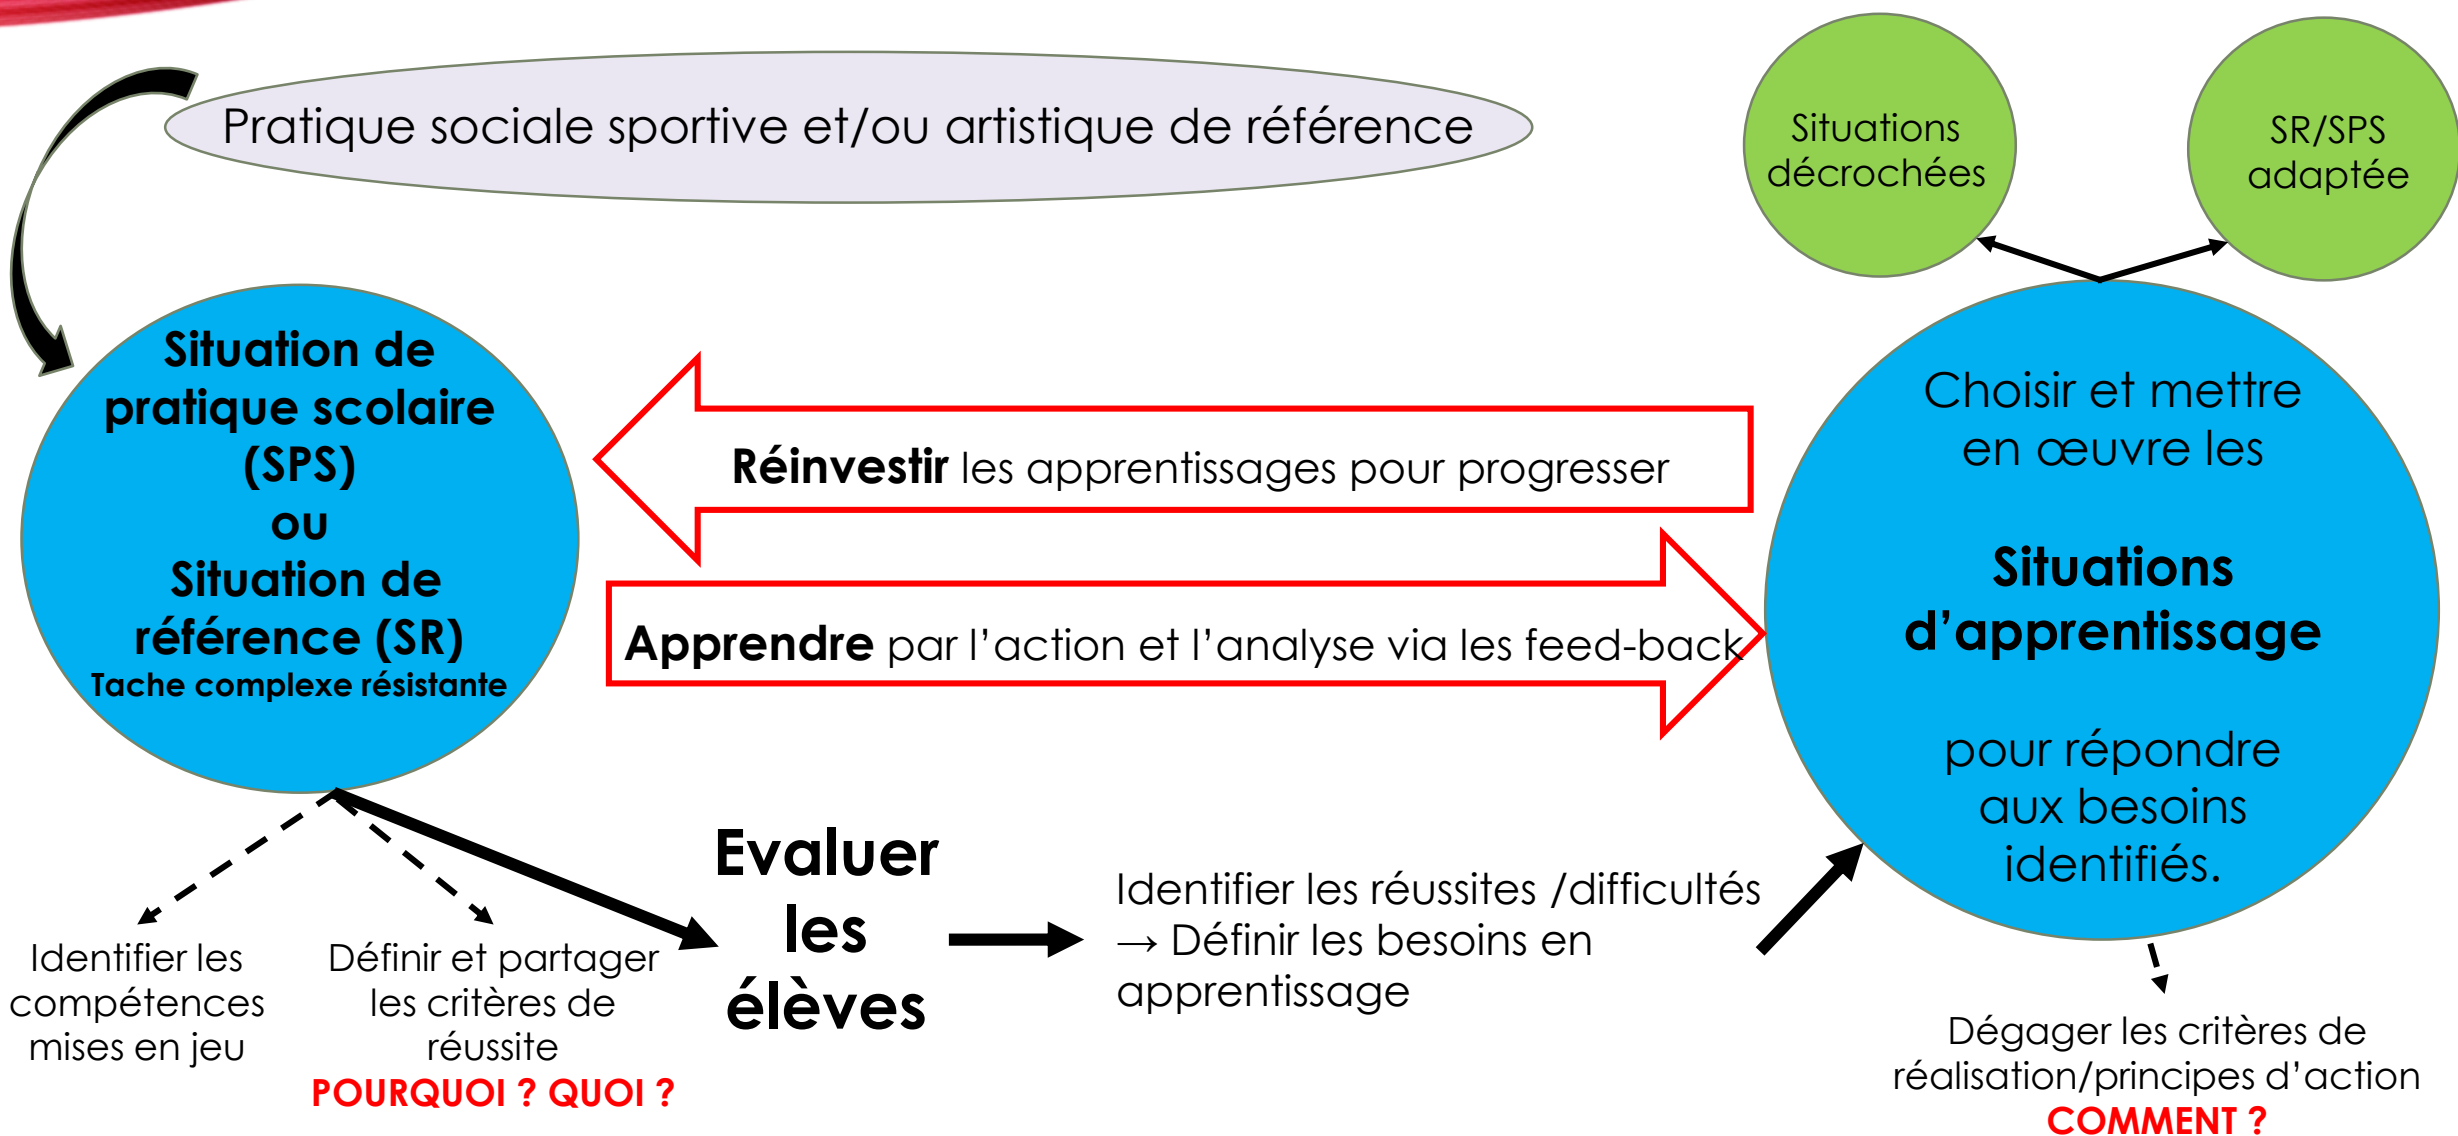 Pratique sociale sportive et/ou artistique de référence
Situations
décrochées
SR/SPS
adaptée
Situation de
pratique scolaire
(SPS)
ou
Situation de
référence (SR)
Tache complexe résistante
Réinvestir les apprentissages pour progresser
Apprendre par l’action et l’analyse via les feed-back
Choisir et mettre
en œuvre les
Situations
d’apprentissage
pour répondre
aux besoins
identifiés.
Identifier les
compétences
mises en jeu
Définir et partager
les critères de
réussite
POURQUOI ? QUOI ?
Evaluer
les
élèves
Identifier les réussites /difficultés
→ Définir les besoins en
apprentissage
Dégager les critères de
réalisation/principes d’action
COMMENT ?